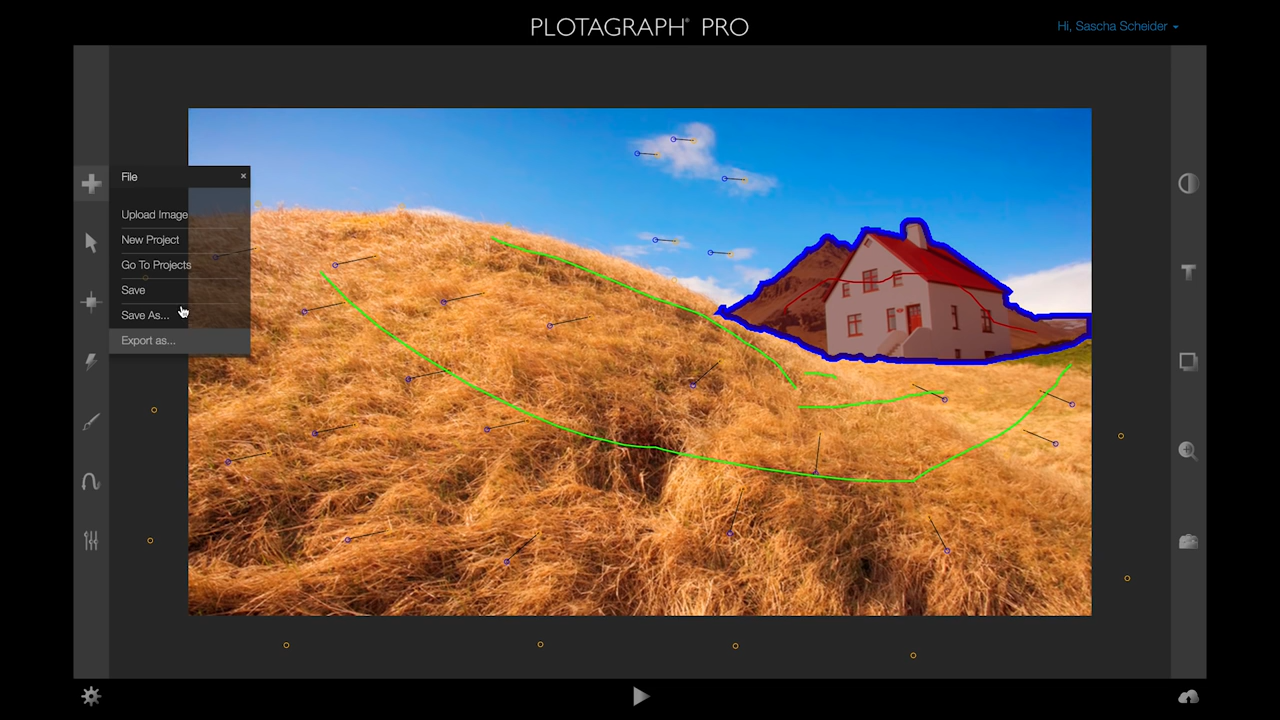 PLOTAGRAPH® PRO
Hi, Sascha Scheider
File
×
Upload Image
New Project
Go To Projects
Save
Save As...
Export as...
T